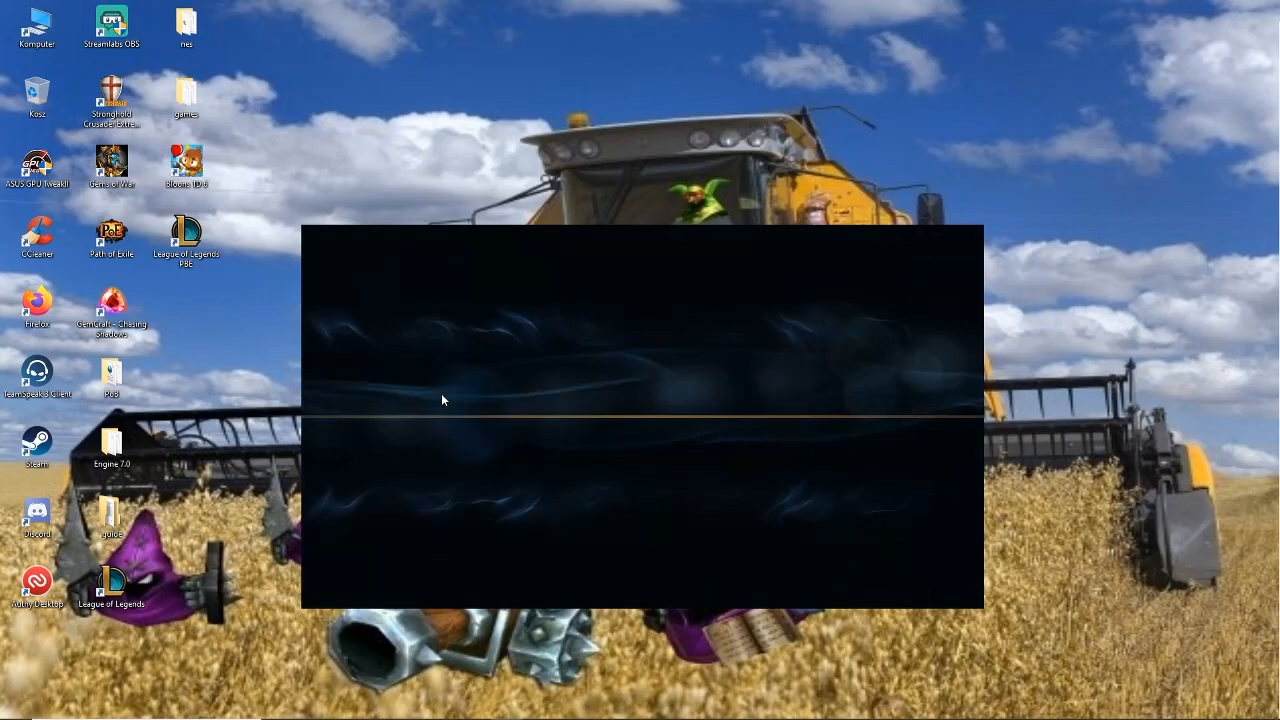 Komputer
Streamlabs OBS
nes
Kosz
Stronghold
Crusader Extre...
games
ASUS GPU TweakII
Gems of War
Bloons TD 6
CCleaner
Path of Exile
League of Legends
PBE
Firefox
GemCraft - Chasing
Shadows
TeamSpeak 3 Client
PoB
Steam
Engine 7.0
Discord
guide
Authy Desktop
League of Legends